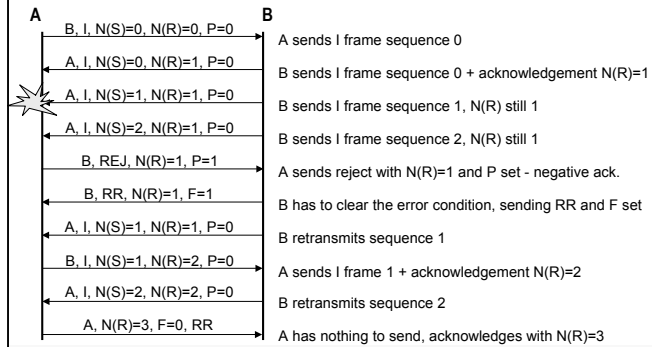 A B
B, I, N(S)=0, N(R)=0, P=0
A sends I frame sequence 0
A, I, N(S)=0, N(R)=1, P=0
B sends I frame sequence 0 + acknowledgement N(R)=1
A, I, N(S)=1, N(R)=1, P=0
B sends I frame sequence 1, N(R) still 1
A, I, N(S)=2, N(R)=1, P=0
B sends I frame sequence 2, N(R) still 1
B, REJ, N(R)=1, P=1
A sends reject with N(R)=1 and P set - negative ack.
B, RR, N(R)=1, F=1
B has to clear the error condition, sending RR and F set
A, I, N(S)=1, N(R)=1, P=0
B retransmits sequence 1
B, I, N(S)=1, N(R)=2, P=0
A sends I frame 1 + acknowledgement N(R)=2
A, I, N(S)=2, N(R)=2, P=0
B retransmits sequence 2
A, N(R)=3, F=0, RR
A has nothing to send, acknowledges with N(R)=3